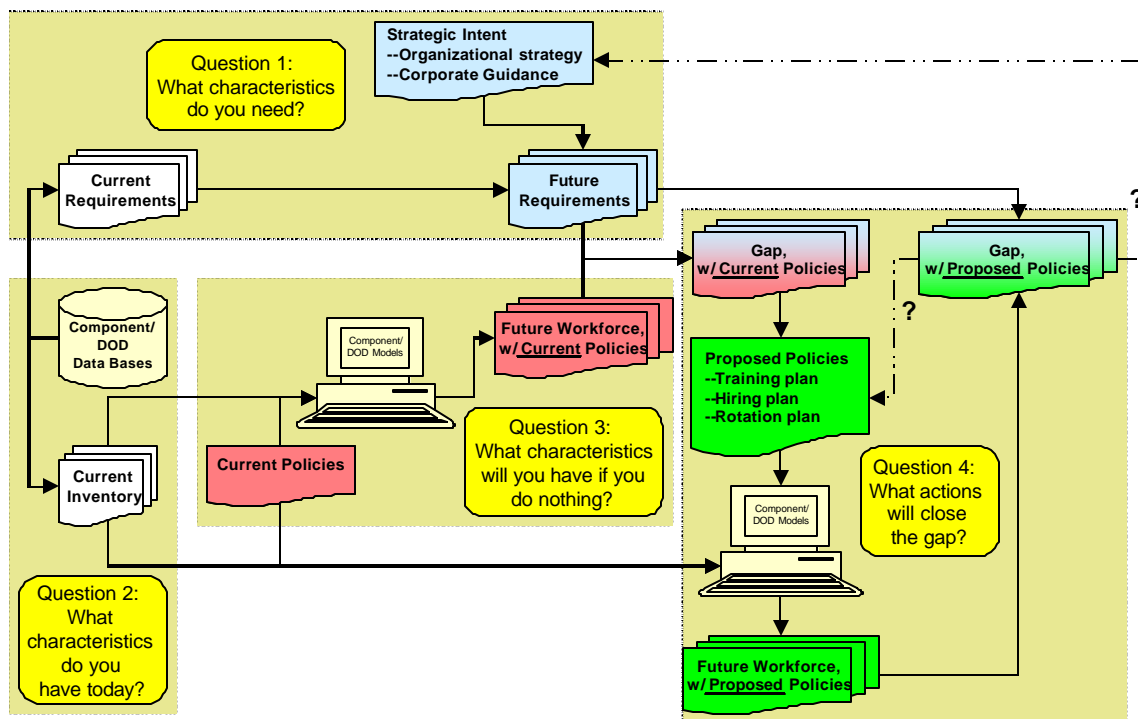 Strategic Intent
--Organizational strategy
--Corporate Guidance
Question 1:
What characteristics
do you need?
Current
Requirements
Future
Requirements
?
Gap,
w/ Current Policies
Gap,
w/ Proposed Policies
?
Component/
DOD
Data Bases
Component/
DOD Models
Future Workforce,
w/ Current Policies
Proposed Policies
--Training plan
--Hiring plan
--Rotation plan
Question 3:
What characteristics
will you have if you
do nothing?
Current Policies
Current
Inventory
Question 4:
What actions
will close
the gap?
Component/
DOD Models
Question 2:
What
characteristics
do you
have today?
Future Workforce,
w/ Proposed Policies